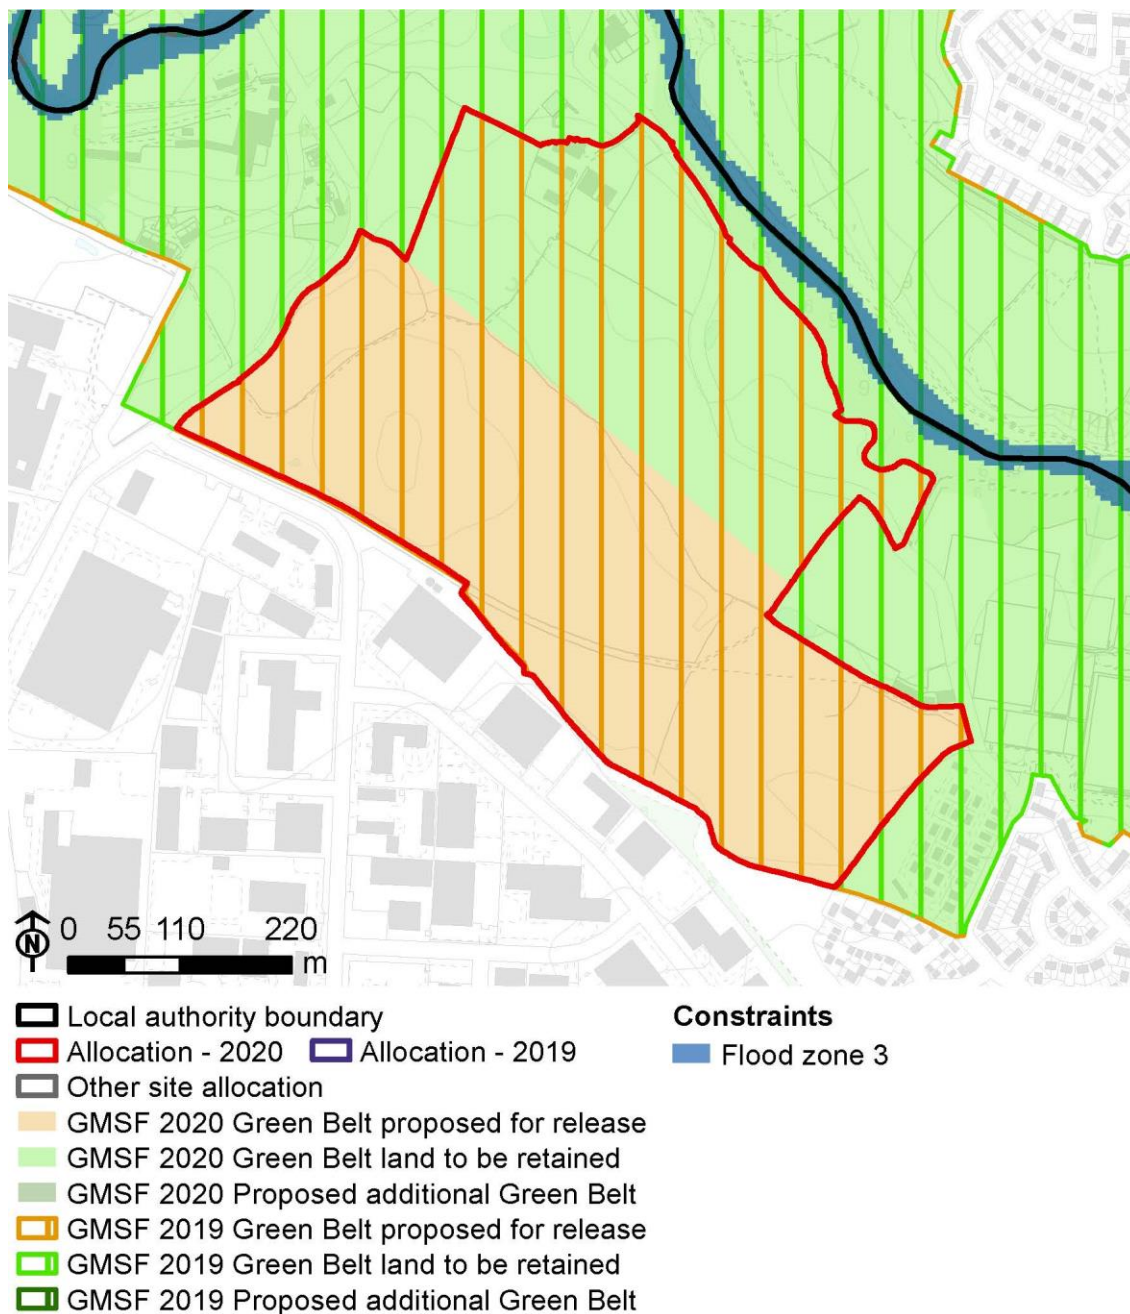 N
0 55 110 220
m
Local authority boundary
Allocation - 2020 Allocation - 2019
Other site allocation
GMSF 2020 Green Belt proposed for release
GMSF 2020 Green Belt land to be retained
GMSF 2020 Proposed additional Green Belt
GMSF 2019 Green Belt proposed for release
GMSF 2019 Green Belt land to be retained
GMSF 2019 Proposed additional Green Belt
Constraints
Flood zone 3